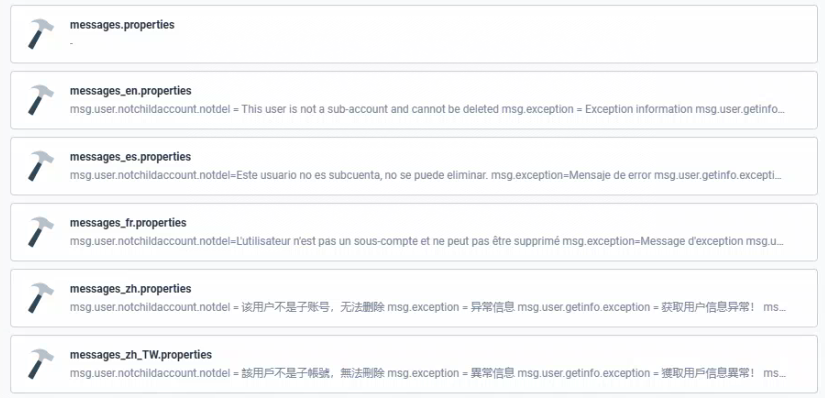 messages.properties
-
messages_en.properties
msg.user.notchildaccount.notdel = This user is not a sub-account and cannot be deleted msg.exception = Exception information msg.user.getinfo...
messages_es.properties
msg.user.notchildaccount.notdel=Este usuario no es subcuenta, no se puede eliminar. msg.exception=Mensaje de error msg.user.getinfo.excepti...
messages_fr.properties
msg.user.notchildaccount.notdel=L'utilisateur n'est pas un sous-compte et ne peut pas être supprimé msg.exception=Message d'exception msg.u...
messages_zh.properties
msg.user.notchildaccount.notdel = 该用户不是子账号，无法删除 msg.exception = 异常信息 msg.user.getinfo.exception = 获取用户信息异常！ ms...
messages_zh_TW.properties
msg.user.notchildaccount.notdel = 該用戶不是子帳號，無法刪除 msg.exception = 異常信息 msg.user.getinfo.exception = 獲取用戶信息異常！ ms...